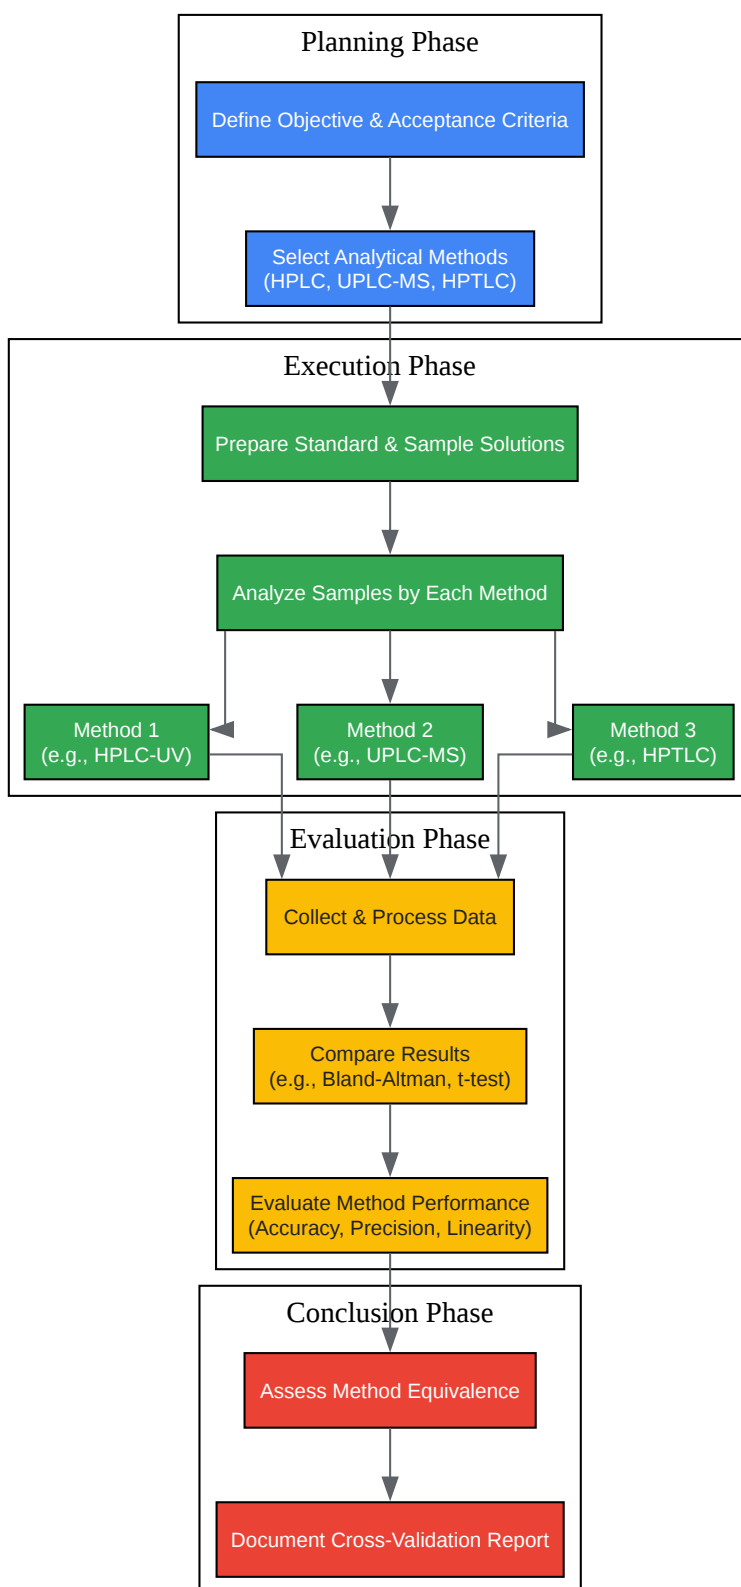 Planning Phase
Define Objective & Acceptance Criteria
Select Analytical Methods
(HPLC, UPLC-MS, HPTLC)
Execution Phase
Prepare Standard & Sample Solutions
Analyze Samples by Each Method
Method 1
(e.g., HPLC-UV)
Method 2
(e.g., UPLC-MS)
Method 3
(e.g., HPTLC)
Evaluation Phase
Collect & Process Data
Compare Results
(e.g., Bland-Altman, t-test)
Evaluate Method Performance
(Accuracy, Precision, Linearity)
Conclusion Phase
Assess Method Equivalence
Document Cross-Validation Report